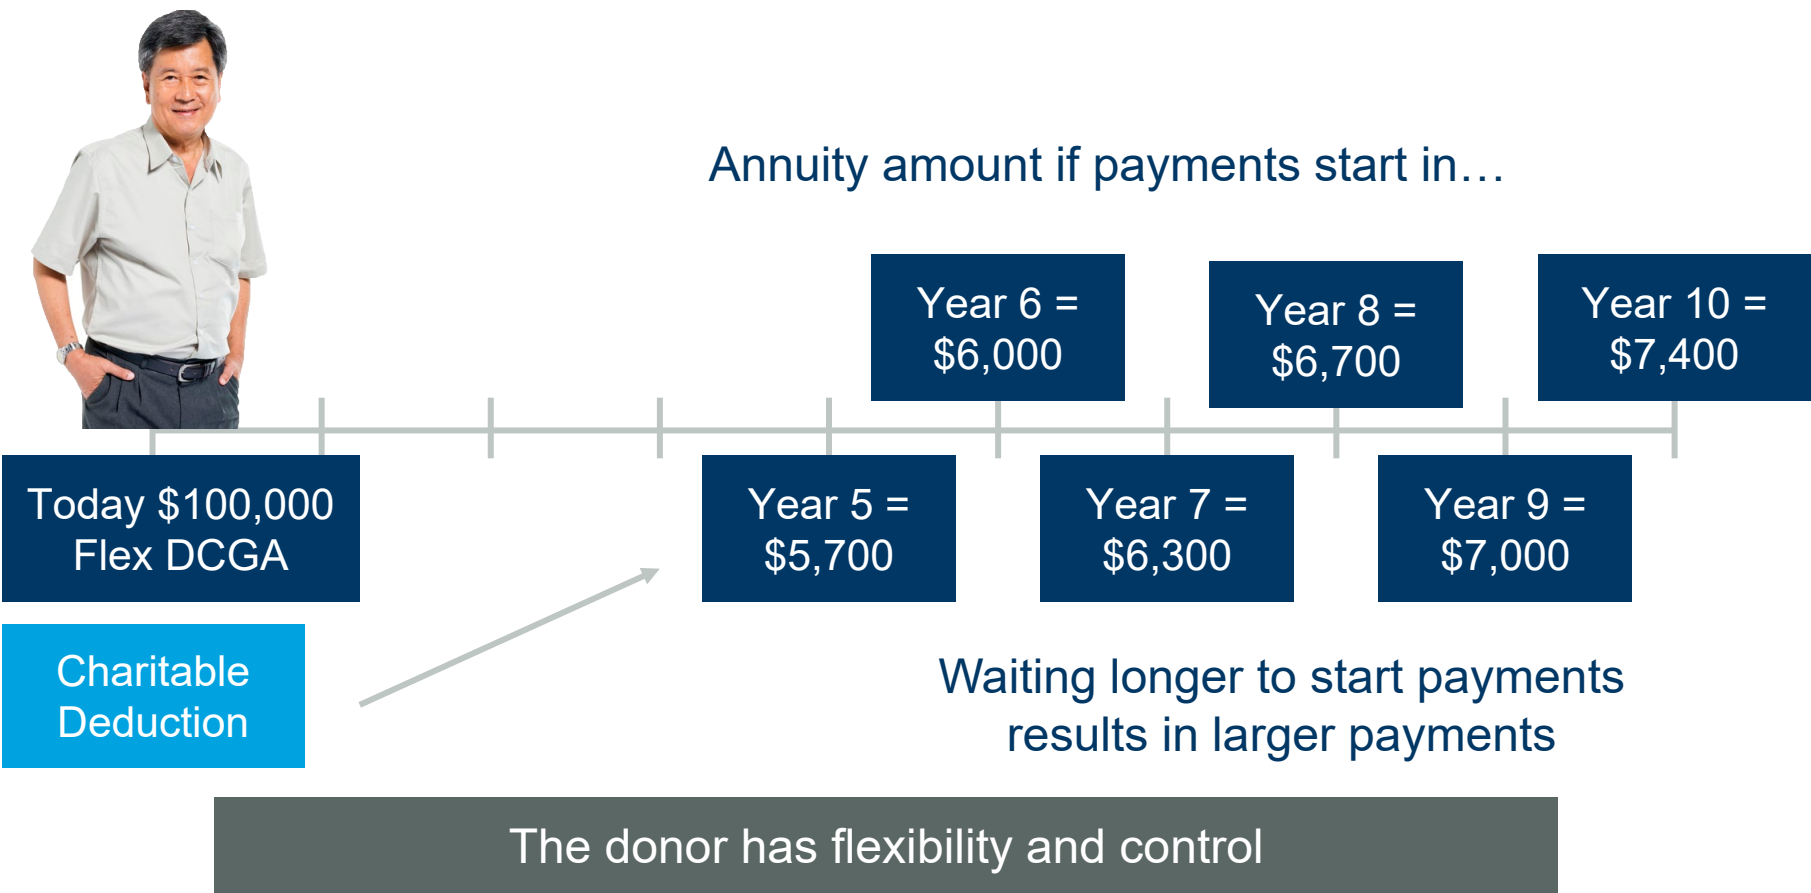 Annuity amount if payments start in…
Year 6 =
$6,000
Year 8 =
$6,700
Year 10 =
$7,400
Today $100,000
Flex DCGA
Year 5 =
$5,700
Year 7 =
$6,300
Year 9 =
$7,000
Charitable
Deduction
Waiting longer to start payments
results in larger payments
The donor has flexibility and control